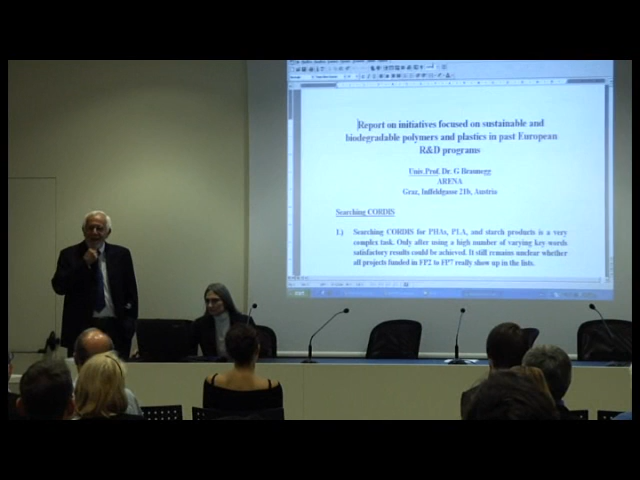 Report on initiatives focused on sustainable and
biodegradable polymers and plastics in past European
R&D programs
Univ.Prof. Dr. G Braunegg
ARENA
Graz, Inffeldgasse 21b, Austria
Searching CORDIS
1.) Searching CORDIS for PHAs, PLA, and starch products is a very
complex task. Only after using a high number of varying key words
satisfactory results could be achieved. It still remains unclear whether
all projects funded in FP2 to FP7 really show up in the lists.